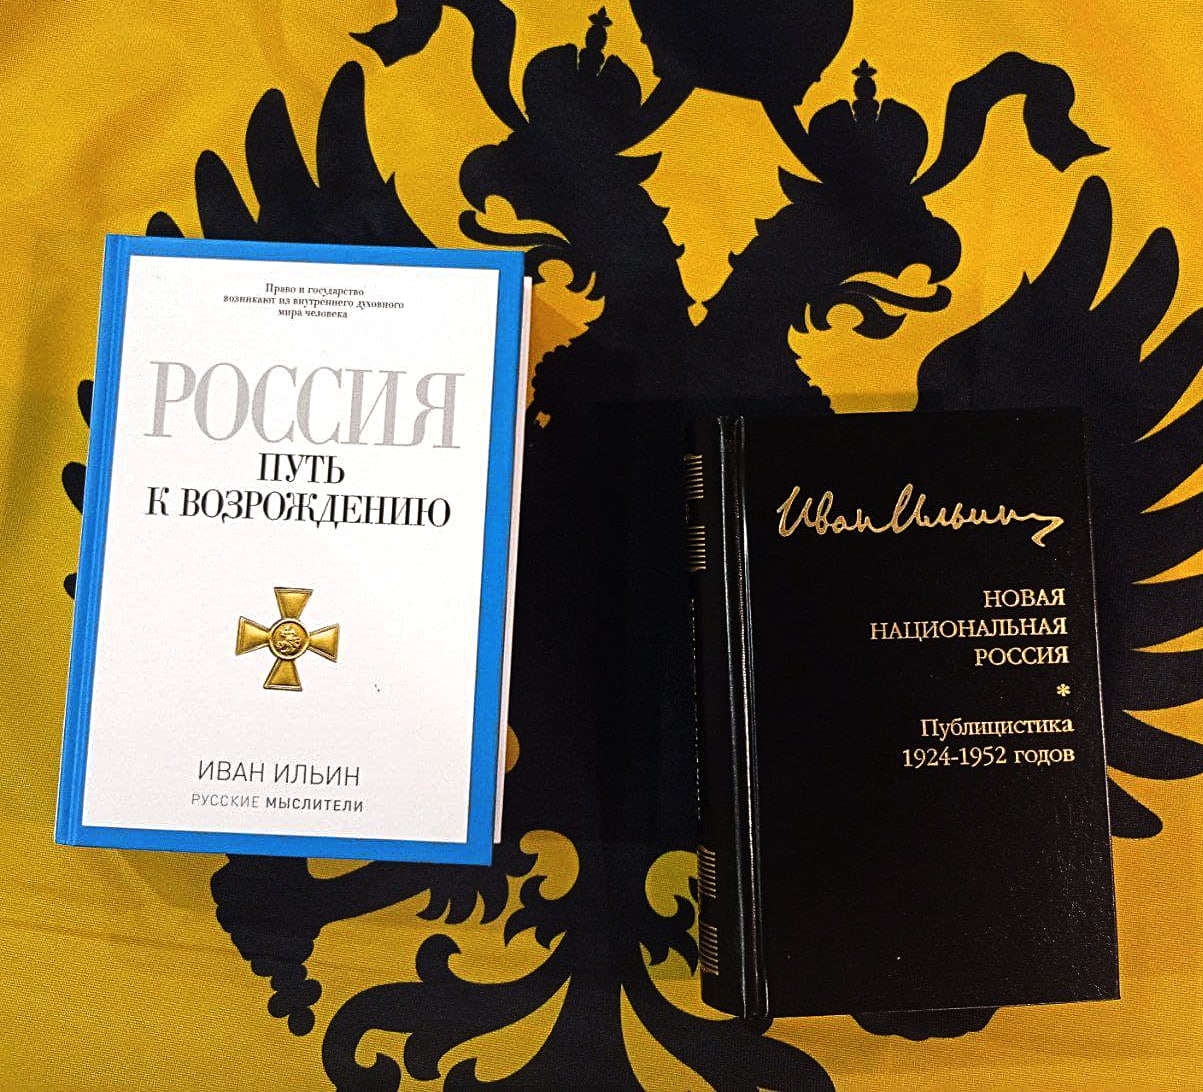 Право и государство
возникают из внутреннего духовного
мира человека
РОССИЯ
ПУТЬ
К ВОЗРОЖДЕНИЮ
ИВАН ИЛЬИН
РУССКИЕ МЫСЛИТЕЛИ
Иван Ильин
НОВАЯ
НАЦИОНАЛЬНАЯ
РОССИЯ
*
Публицистика
1924-1952 годов